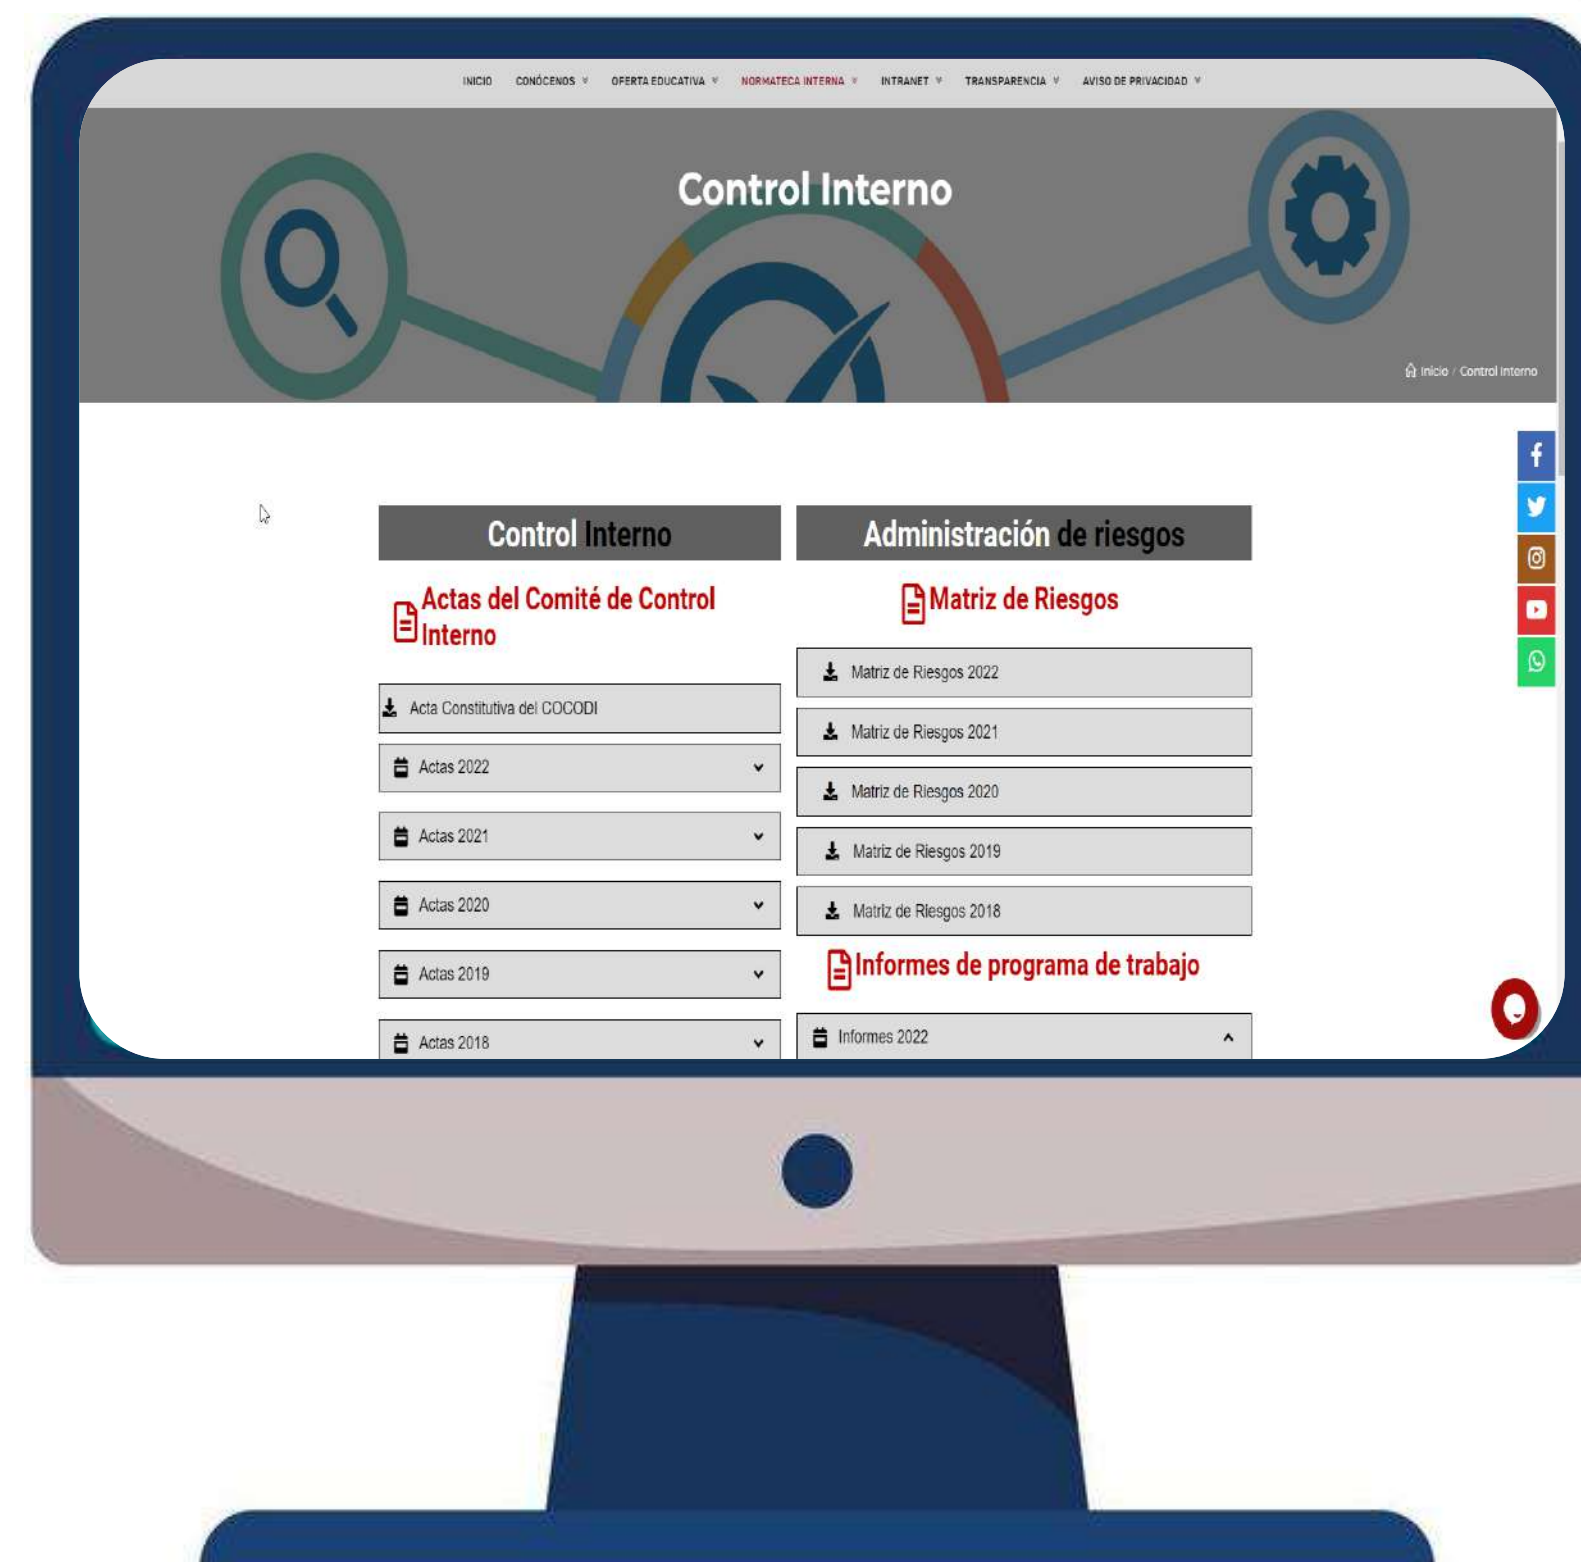 INICIO CONÓCENOS OFERTA EDUCATIVA NORMATECA INTERNA INTRANET TRANSPARENCIA AVISO DE PRIVACIDAD
Control Interno
Inicio / Control Interno
Control Interno
Actas del Comité de Control
Interno
Acta Constitutiva del COCODI
Actas 2022
Actas 2021
Actas 2020
Actas 2019
Actas 2018
Administración de riesgos
Matriz de Riesgos
Matriz de Riesgos 2022
Matriz de Riesgos 2021
Matriz de Riesgos 2020
Matriz de Riesgos 2019
Matriz de Riesgos 2018
Informes de programa de trabajo
Informes 2022